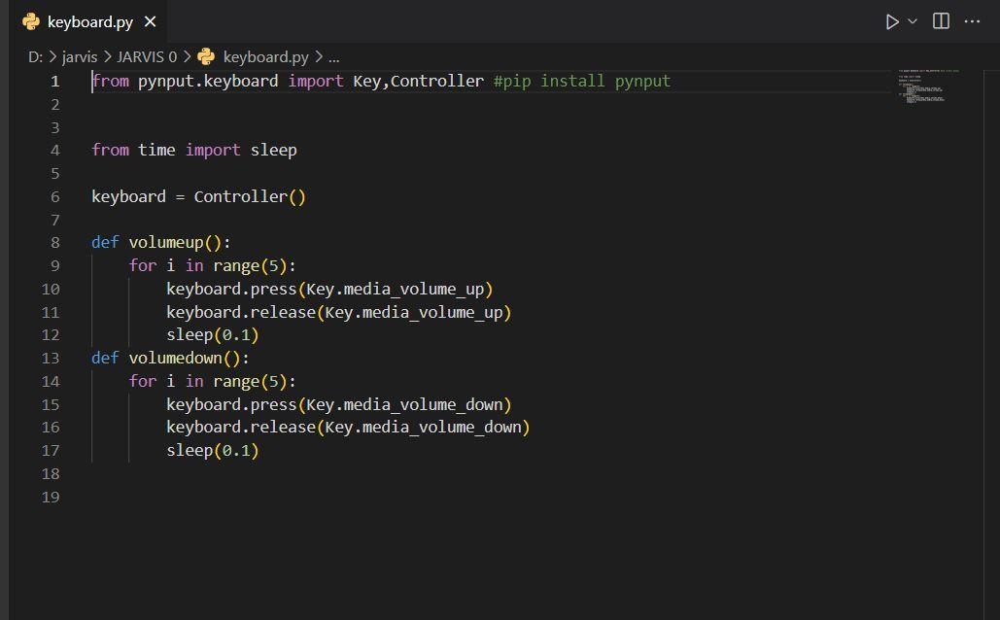 keyboard.py
D: > jarvis > JARVIS 0 > keyboard.py > ...
1 from pynput.keyboard import Key,Controller #pip install pynput
2
3
4 from time import sleep
5
6 keyboard = Controller()
7
8 def volumeup():
9     for i in range(5):
10         keyboard.press(Key.media_volume_up)
11         keyboard.release(Key.media_volume_up)
12         sleep(0.1)
13 def volumedown():
14     for i in range(5):
15         keyboard.press(Key.media_volume_down)
16         keyboard.release(Key.media_volume_down)
17         sleep(0.1)
18
19